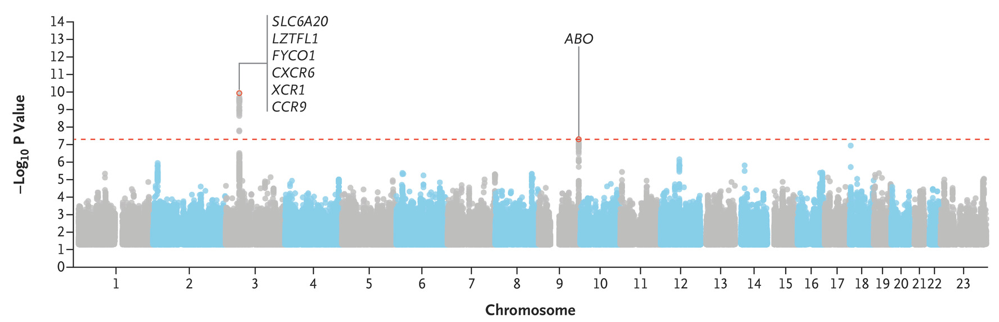 SLC6A20
LZTFL1
FYCO1
CXCR6
XCR1
CCR9
ABO
14
13
12
11
10
9
8
7
6
5
4
3
2
1
0
−Log10 P Value
1 2 3 4 5 6 7 8 9 10 11 12 13 14 15 16 17 18 19 20 21 22 23
Chromosome